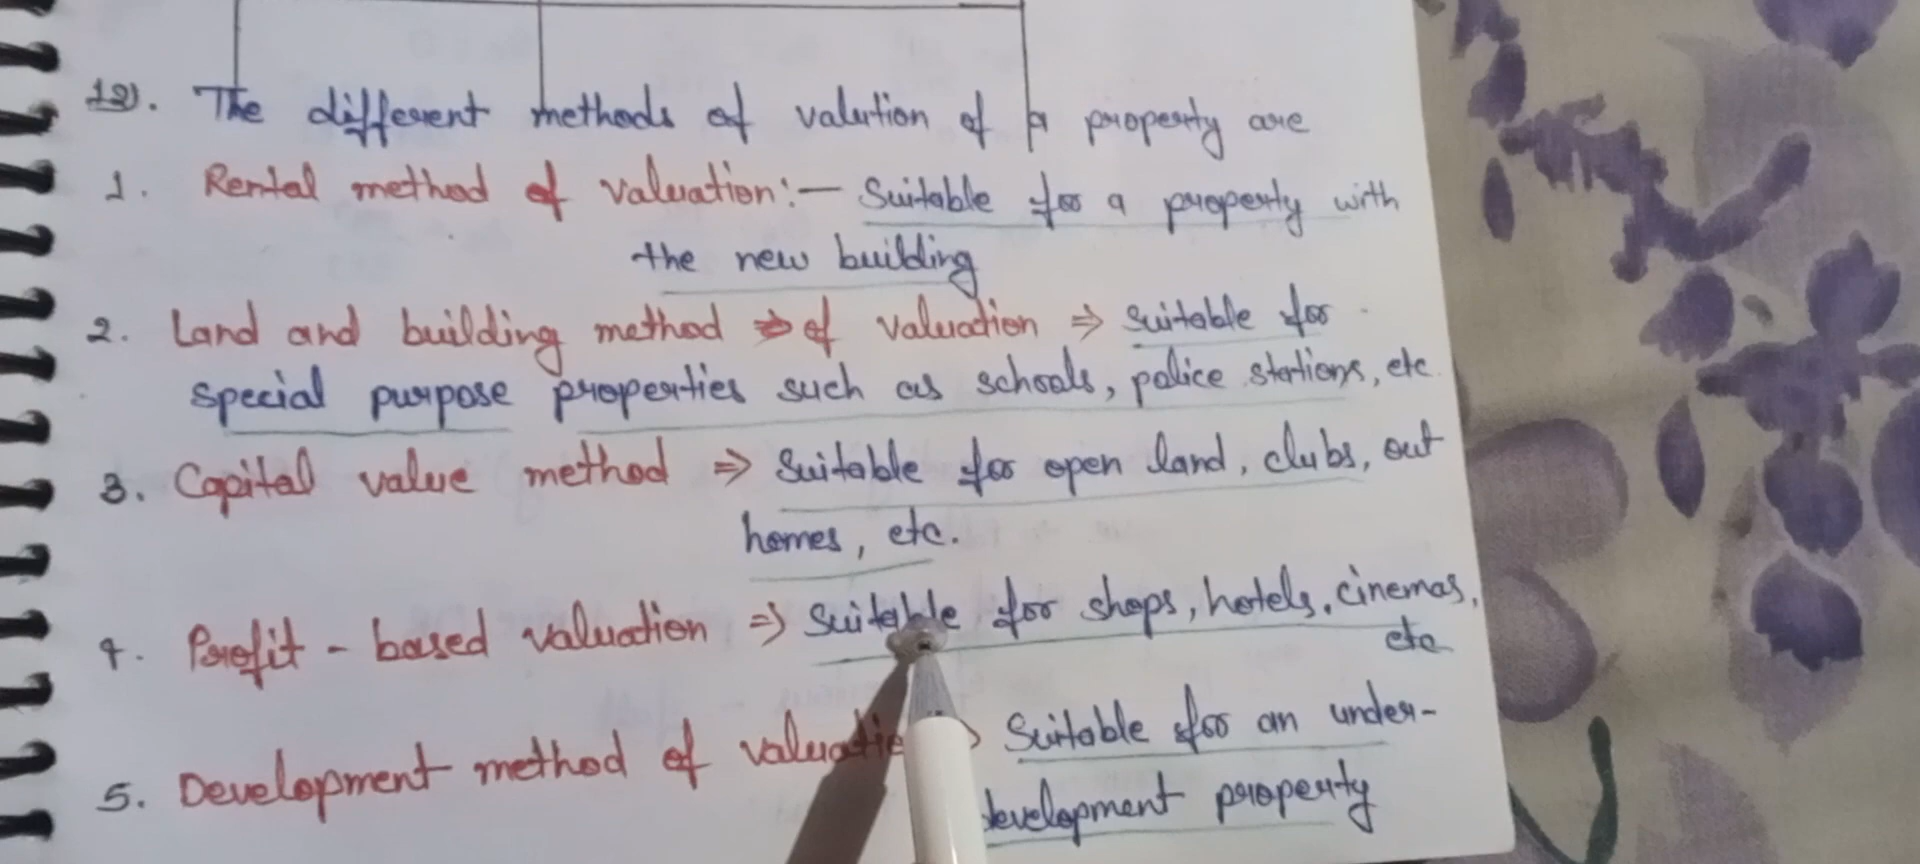 12). The different methods of valution of a property are
1. Rental method of valuation:- Suitable for a property with
the new building
2. Land and building method of valuation ⇒ Suitable for
special purpose properties such as schools, police stations, etc
3. Capital value method ⇒ Suitable for open land, clubs, out
homes, etc.
4. Profit - based valuation ⇒ Suitable for shops, hotels, cinemas,
etc
5. Development method of Suitable for an under-
development property